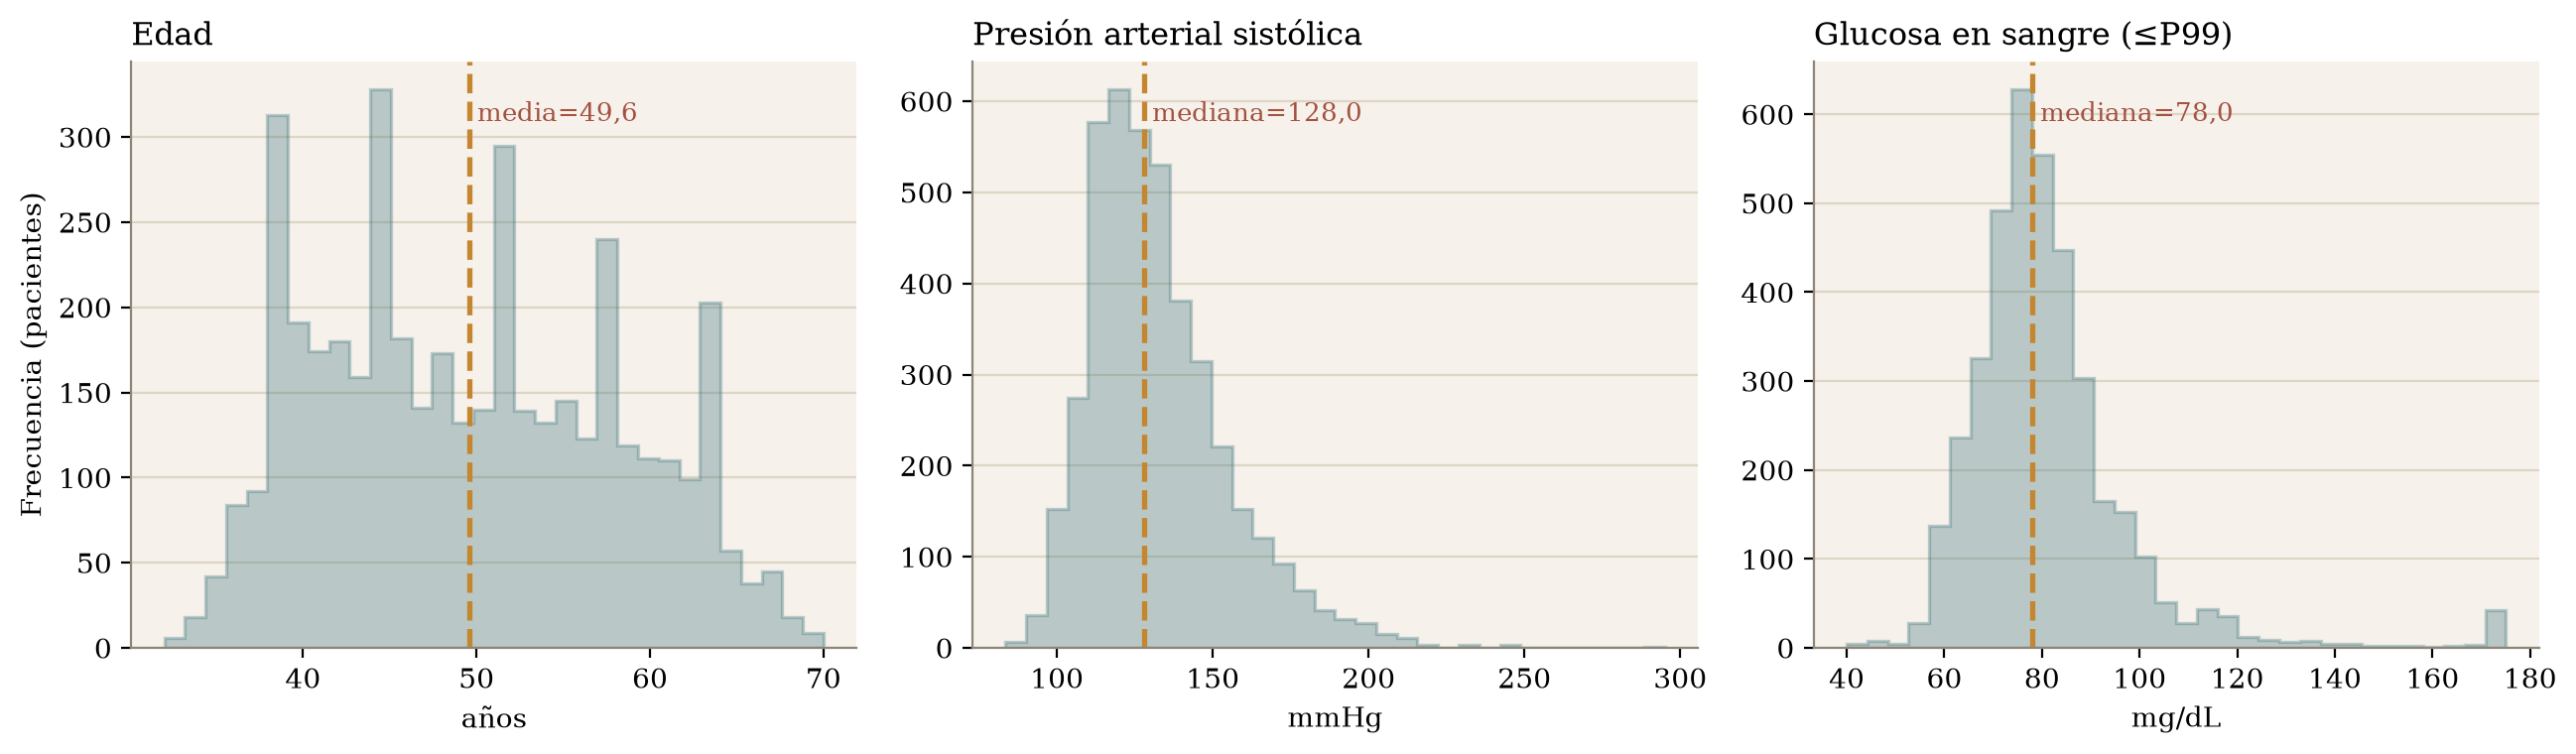 Edad
media=49,6
Frecuencia (pacientes)
300
250
200
150
100
50
0
40 50 60 70
años
Presión arterial sistólica
mediana=128,0
600
500
400
300
200
100
0
100 150 200 250 300
mmHg
Glucosa en sangre (≤P99)
mediana=78,0
600
500
400
300
200
100
0
40 60 80 100 120 140 160 180
mg/dL